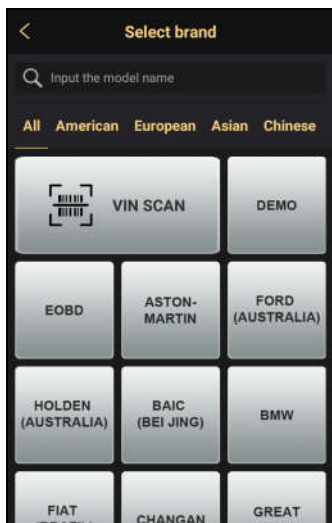 Select brand
Input the model name
All American European Asian Chinese
VIN SCAN
DEMO
EOBD
ASTON-
MARTIN
FORD
(AUSTRALIA)
HOLDEN
(AUSTRALIA)
BAIC
(BEI JING)
BMW
FIAT
CHANGAN
GREAT